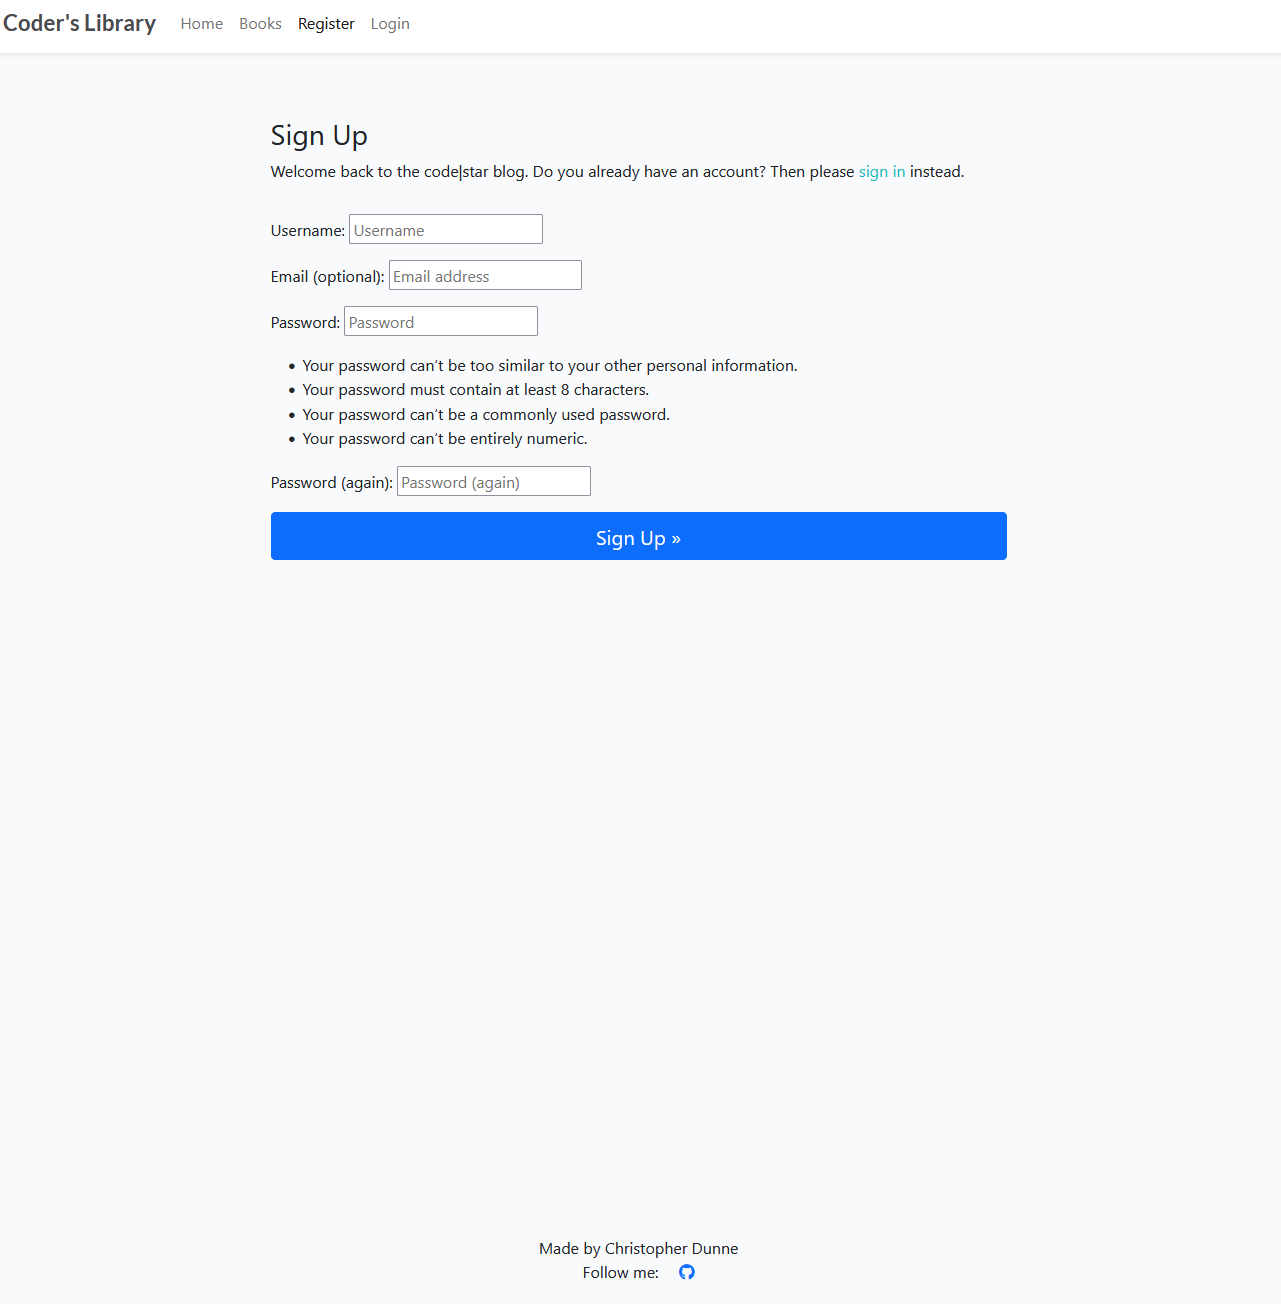 Coder's Library Home Books Register Login
Sign Up
Welcome back to the code|star blog. Do you already have an account? Then please sign in instead.
Username: Username
Email (optional): Email address
Password: Password
• Your password can’t be too similar to your other personal information.
• Your password must contain at least 8 characters.
• Your password can’t be a commonly used password.
• Your password can’t be entirely numeric.
Password (again): Password (again)
Sign Up »
Made by Christopher Dunne
Follow me: